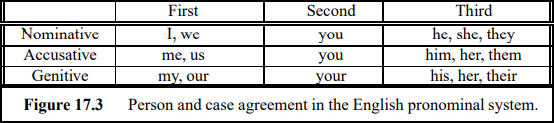 First Second Third
Nominative I, we you he, she, they
Accusative me, us you him, her, them
Genitive my, our your his, her, their
Figure 17.3 Person and case agreement in the English pronominal system.